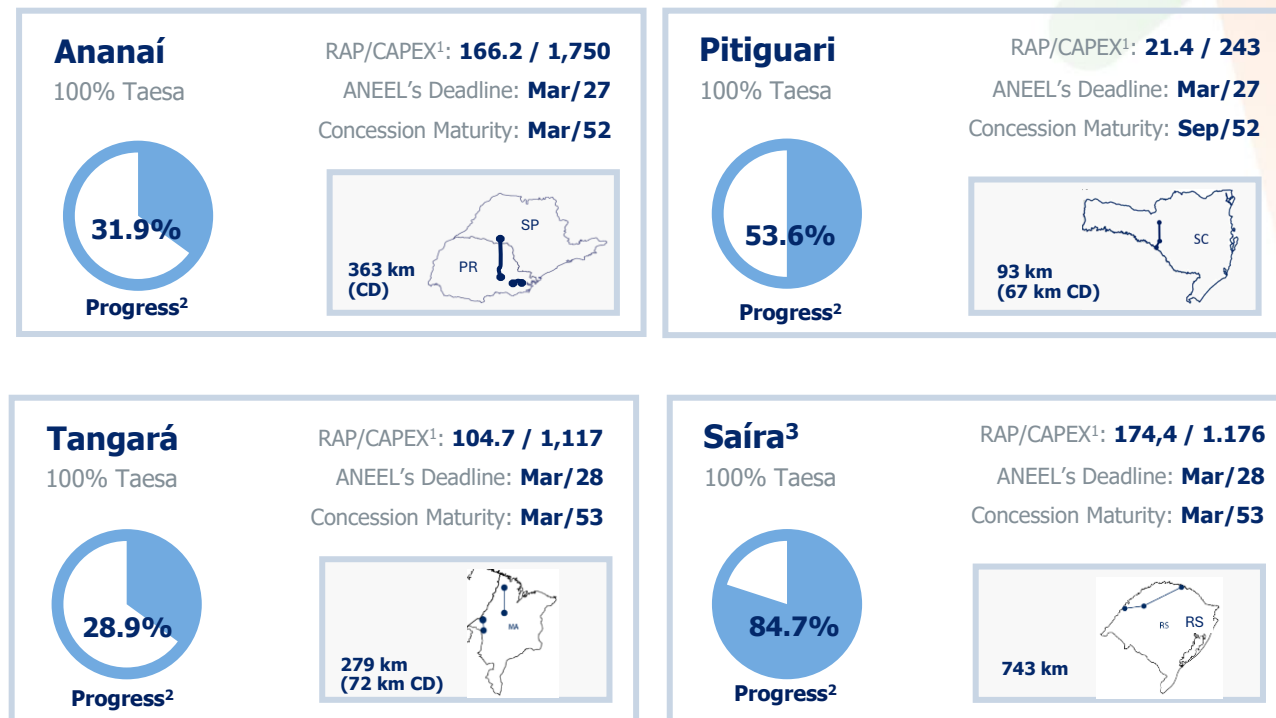 Ananaí
100% Taesa
RAP/CAPEX¹: 166.2 / 1,750
ANEEL's Deadline: Mar/27
Concession Maturity: Mar/52
31.9%
Progress²
SP
PR
363 km
(CD)
Pitiguari
100% Taesa
RAP/CAPEX¹: 21.4 / 243
ANEEL's Deadline: Mar/27
Concession Maturity: Sep/52
53.6%
Progress²
SC
93 km
(67 km CD)
Tangará
100% Taesa
RAP/CAPEX¹: 104.7 / 1,117
ANEEL's Deadline: Mar/28
Concession Maturity: Mar/53
28.9%
Progress²
MA
279 km
(72 km CD)
Saíra³
100% Taesa
RAP/CAPEX¹: 174,4 / 1.176
ANEEL's Deadline: Mar/28
Concession Maturity: Mar/53
84.7%
Progress²
RS RS
743 km